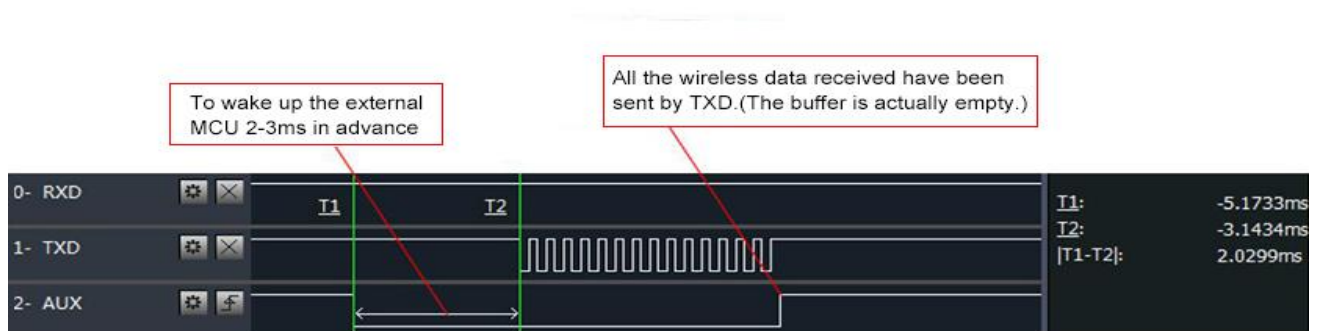 To wake up the external
MCU 2-3ms in advance
All the wireless data received have been
sent by TXD.(The buffer is actually empty.)
0- RXD
T1
T2
T1: -5.1733ms
T2: -3.1434ms
|T1-T2|: 2.0299ms
1- TXD
2- AUX